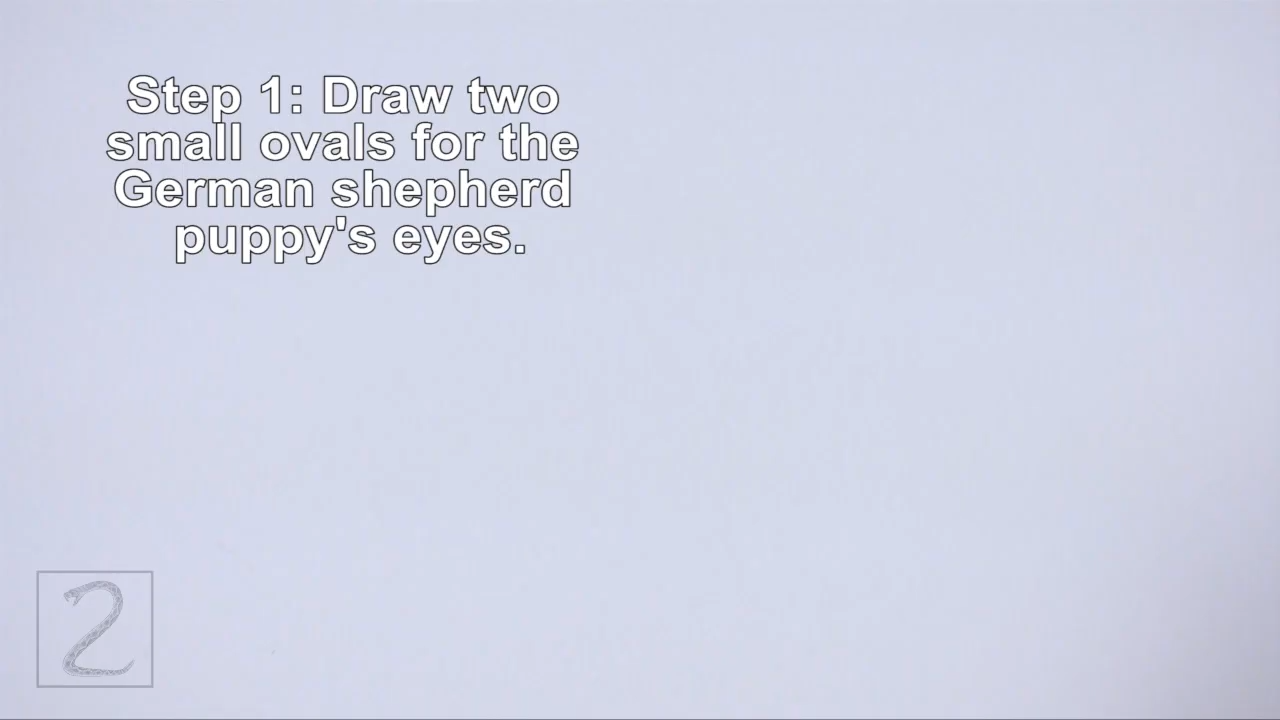 Step 1: Draw two
small ovals for the
German shepherd
puppy's eyes.
2